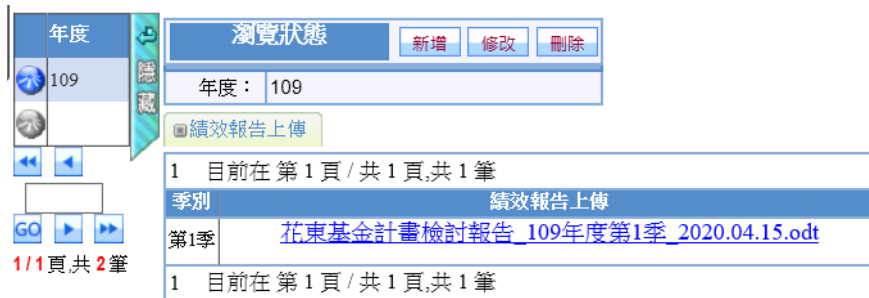 年度
109
隱藏
GO
1/1頁,共2筆
瀏覽狀態
新增 修改 刪除
年度： 109
績效報告上傳
1 目前在 第 1 頁 / 共 1 頁,共 1 筆
季別 績效報告上傳
第1季 花東基金計畫檢討報告_109年度第1季_2020.04.15.odt
1 目前在 第 1 頁 / 共 1 頁,共 1 筆